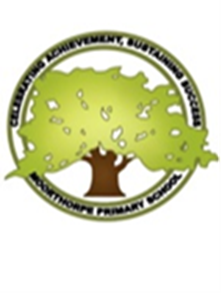 CELEBRATING ACHIEVEMENT, SUSTAINING SUCCESS
MOORTHORPE PRIMARY SCHOOL